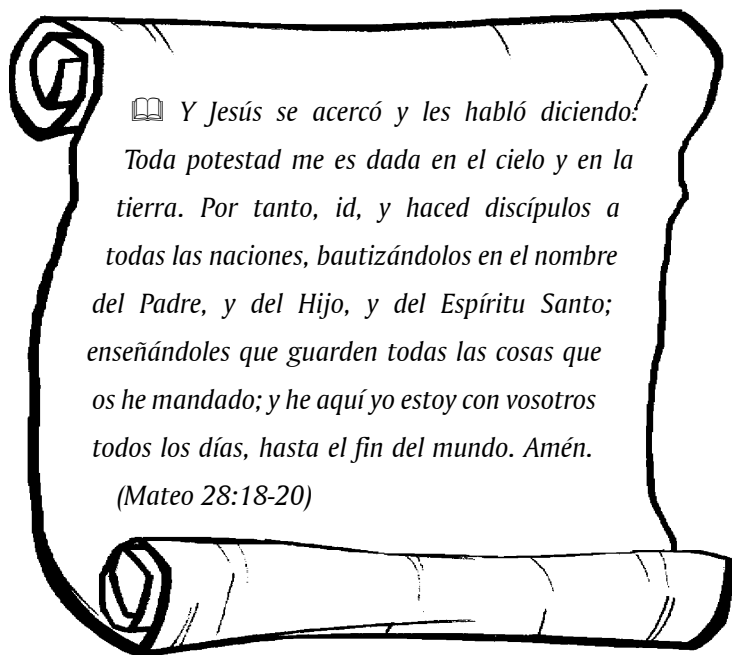 🕮 Y Jesús se acercó y les habló diciendo:
Toda potestad me es dada en el cielo y en la
tierra. Por tanto, id, y haced discípulos a
todas las naciones, bautizándolos en el nombre
del Padre, y del Hijo, y del Espíritu Santo;
enseñándoles que guarden todas las cosas que
os he mandado; y he aquí yo estoy con vosotros
todos los días, hasta el fin del mundo. Amén.
(Mateo 28:18-20)